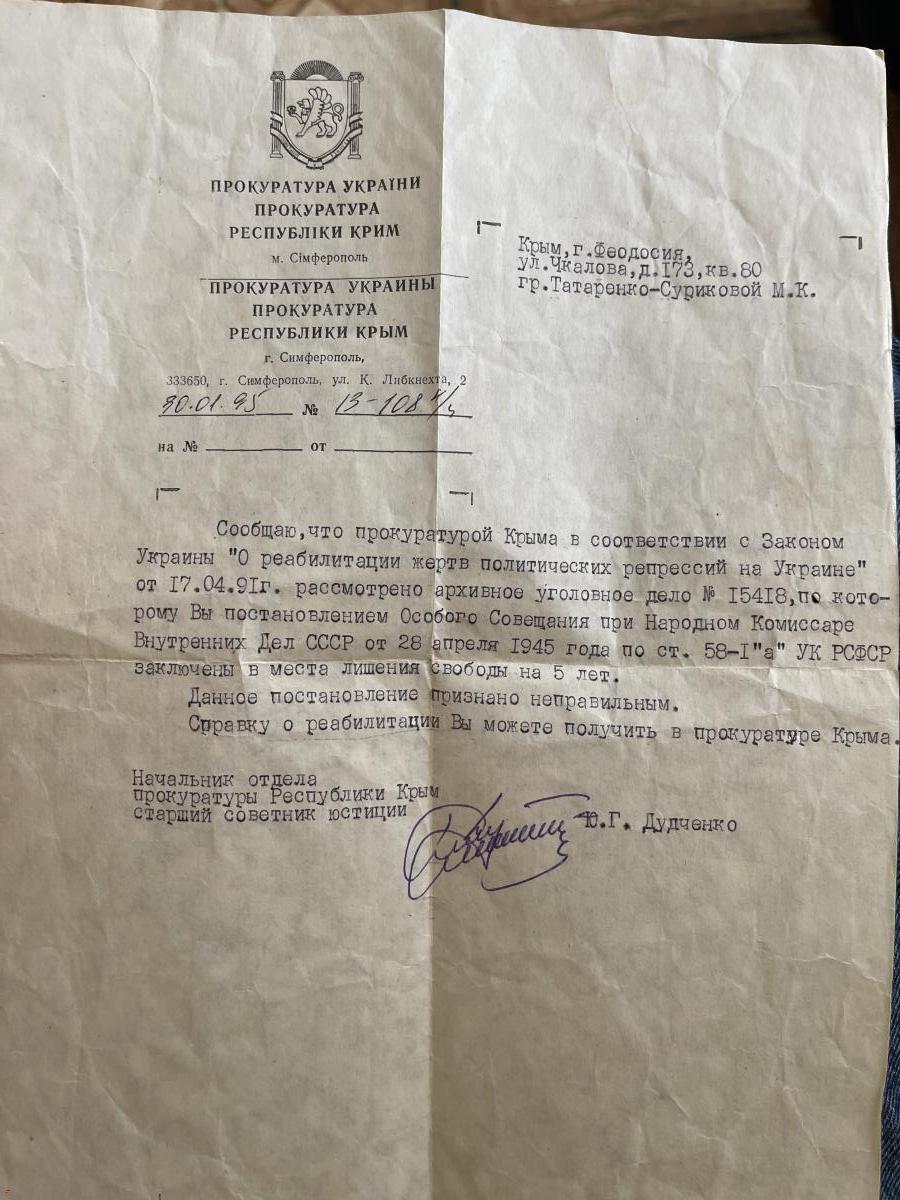 ПРОКУРАТУРА УКРАЇНИ
ПРОКУРАТУРА
РЕСПУБЛІКИ КРИМ
м. Сімферополь
ПРОКУРАТУРА УКРАИНЫ
ПРОКУРАТУРА
РЕСПУБЛИКИ КРЫМ
г. Симферополь,
333650, г. Симферополь, ул. К. Либкнехта, 2
30.01.95 № 13-108
на № от
Крым,г.Феодосия,
ул.Чкалова,д.173,кв.80
гр.Татаренко-Суриковой М.К.
Сообщаю,что прокуратурой Крыма в соответствии с Законом
Украины "О реабилитации жертв политических репрессий на Украине"
от 17.04.91г. рассмотрено архивное уголовное дело № 15418,по кото-
рому Вы постановлением Особого Совещания при Народном Комиссаре
Внутренних Дел СССР от 28 апреля 1945 года по ст. 58-1"а" УК РСФСР
заключены в места лишения свободы на 5 лет.
Данное постановление признано неправильным.
Справку о реабилитации Вы можете получить в прокуратуре Крыма.
Начальник отдела
прокуратуры Республики Крым
старший советник юстиции
Ю.Г. Дудченко